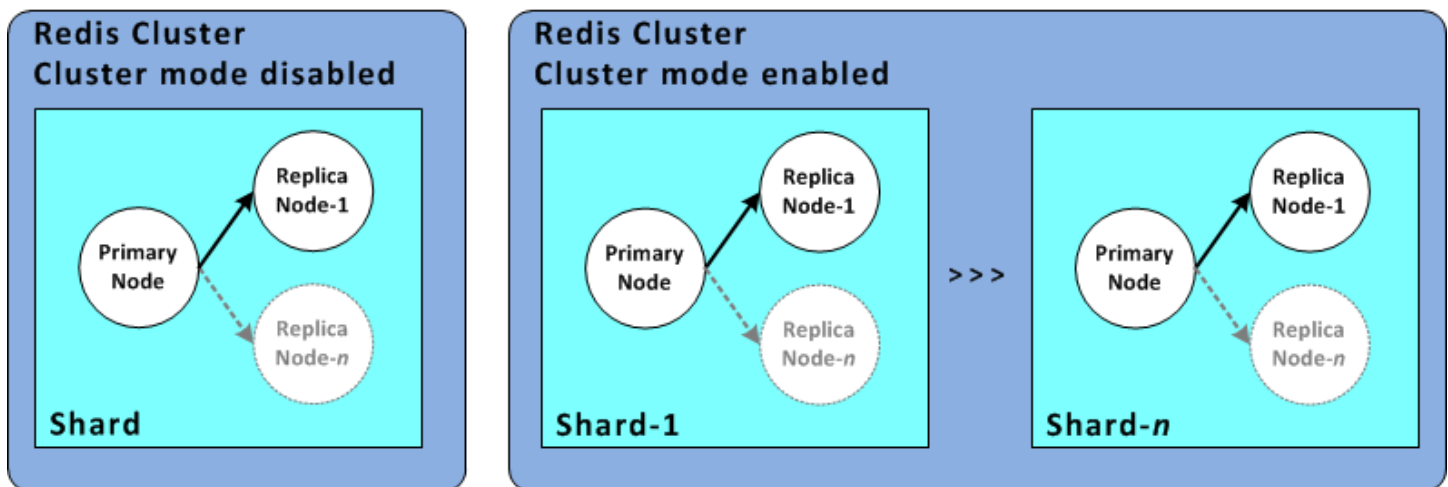 Redis Cluster
Cluster mode disabled
Replica
Node-1
Primary
Node
Replica
Node-n
Shard
Redis Cluster
Cluster mode enabled
Replica
Node-1
Primary
Node
Replica
Node-n
Shard-1
>>>
Replica
Node-1
Primary
Node
Replica
Node-n
Shard-n